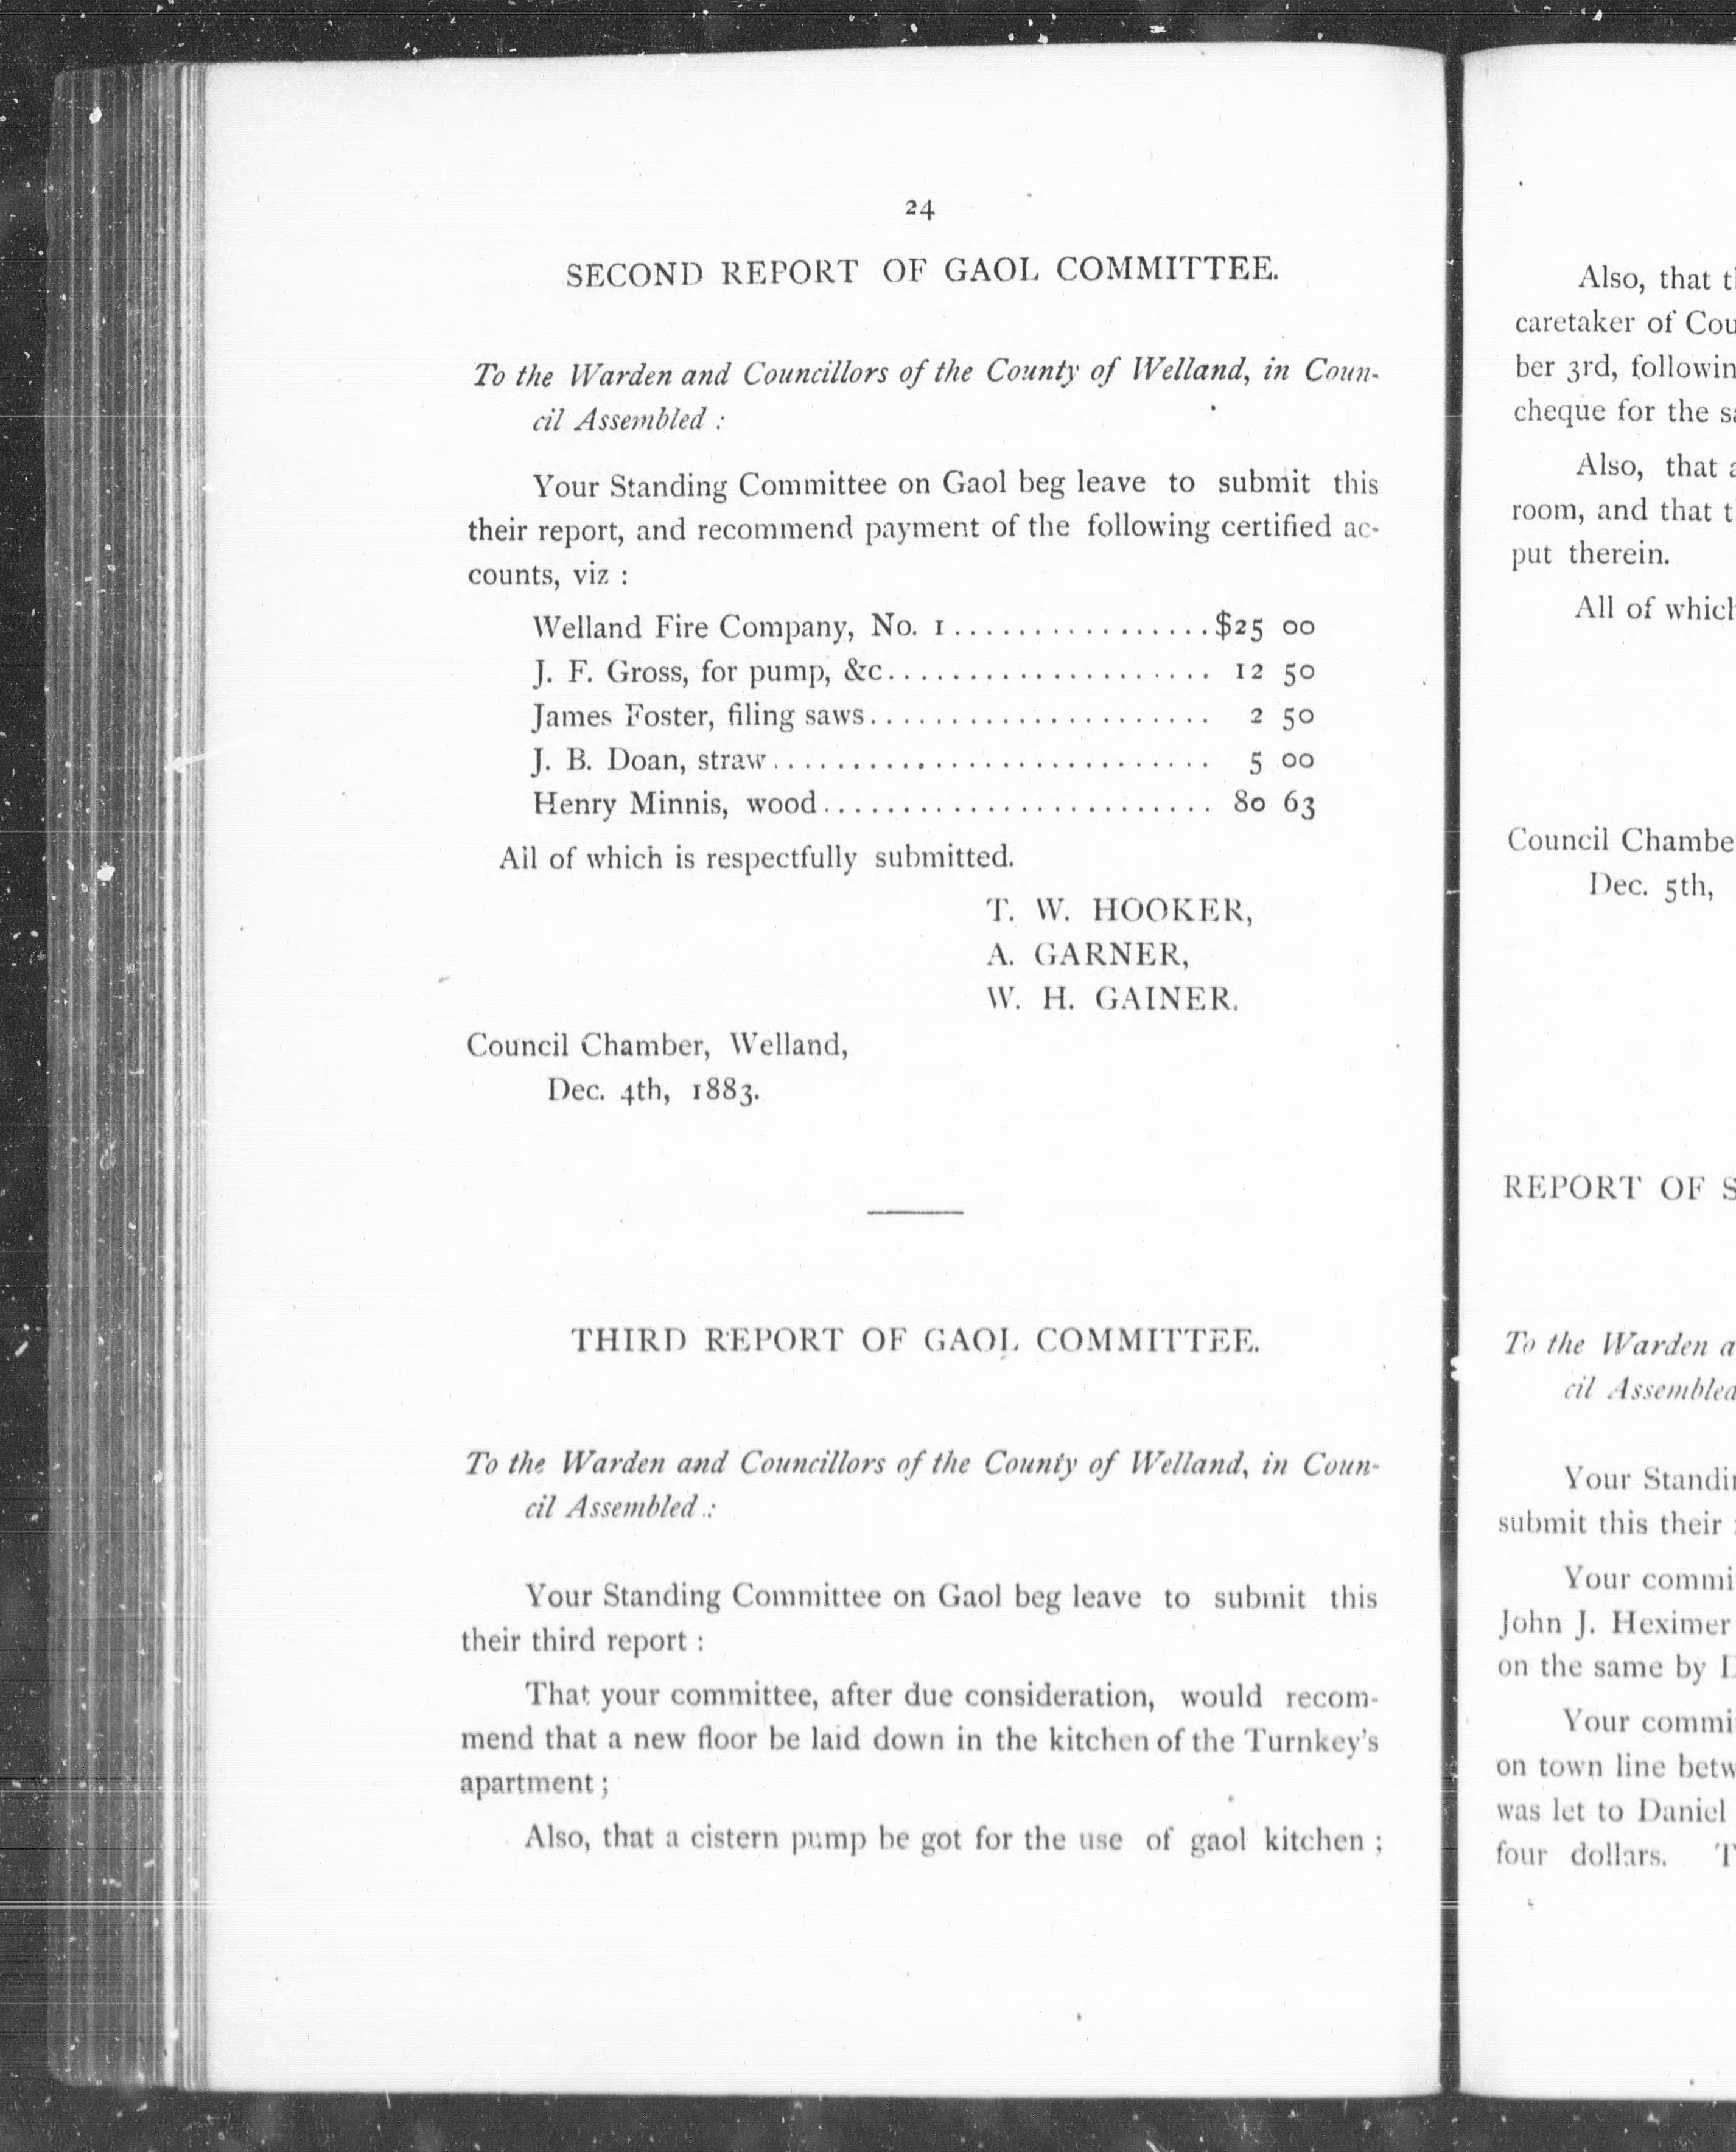 24
SECOND REPORT OF GAOL COMMITTEE.
To the Warden and Councillors of the County of Welland, in Coun-
cil Assembled :
Your Standing Committee on Gaol beg leave to submit this
their report, and recommend payment of the following certified ac-
counts, viz :
Welland Fire Company, No. 1................$25 00
J. F. Gross, for pump, &c..................... 12 50
James Foster, filing saws...................... 2 50
J. B. Doan, straw............................ 5 00
Henry Minnis, wood......................... 80 63
All of which is respectfully submitted.
T. W. HOOKER,
A. GARNER,
W. H. GAINER.
Council Chamber, Welland,
Dec. 4th, 1883.
THIRD REPORT OF GAOL COMMITTEE.
To the Warden and Councillors of the County of Welland, in Coun-
cil Assembled :
Your Standing Committee on Gaol beg leave to submit this
their third report :
That your committee, after due consideration, would recom-
mend that a new floor be laid down in the kitchen of the Turnkey's
apartment ;
Also, that a cistern pump be got for the use of gaol kitchen ;
Also, that
caretaker of
ber 3rd,
cheque for the
Also, that
room, and that
put therein.
All of
Council
Dec. 5th,
REPORT OF
To the Warden
cil
Your
submit this their
Your
John J. Heximer
on the same by
Your
on town line
was let to Daniel
four dollars.